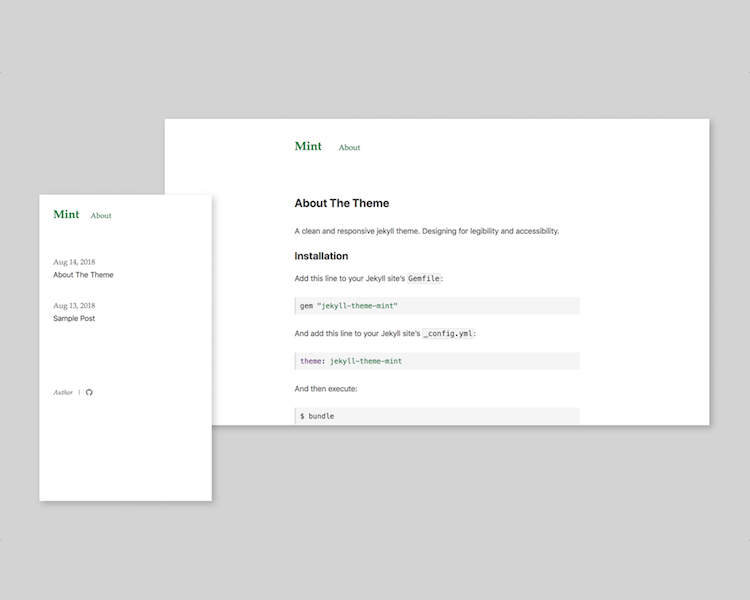 Mint About
Aug 14, 2018
About The Theme
Aug 13, 2018
Sample Post
Author |
Mint About
About The Theme
A clean and responsive jekyll theme. Designing for legibility and accessibility.
Installation
Add this line to your Jekyll site's Gemfile:
gem "jekyll-theme-mint"
And add this line to your Jekyll site's _config.yml:
theme: jekyll-theme-mint
And then execute:
$ bundle